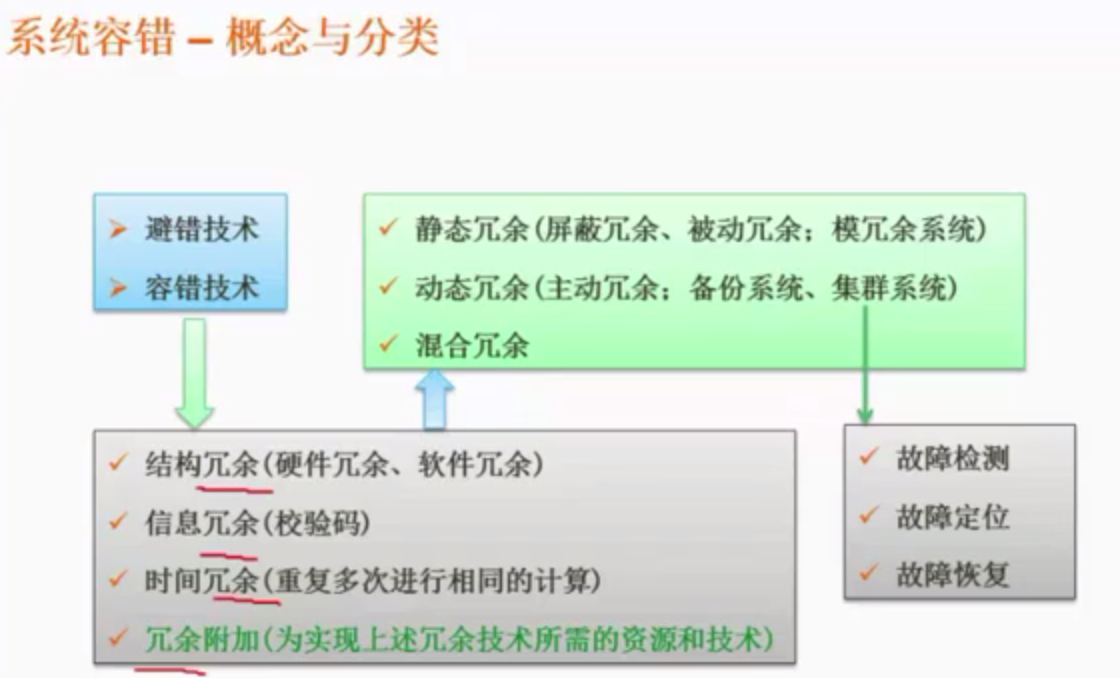 系统容错 – 概念与分类
避错技术
容错技术
静态冗余(屏蔽冗余、被动冗余；模冗余系统)
动态冗余(主动冗余；备份系统、集群系统)
混合冗余
结构冗余(硬件冗余、软件冗余)
信息冗余(校验码)
时间冗余(重复多次进行相同的计算)
冗余附加(为实现上述冗余技术所需的资源和技术)
故障检测
故障定位
故障恢复